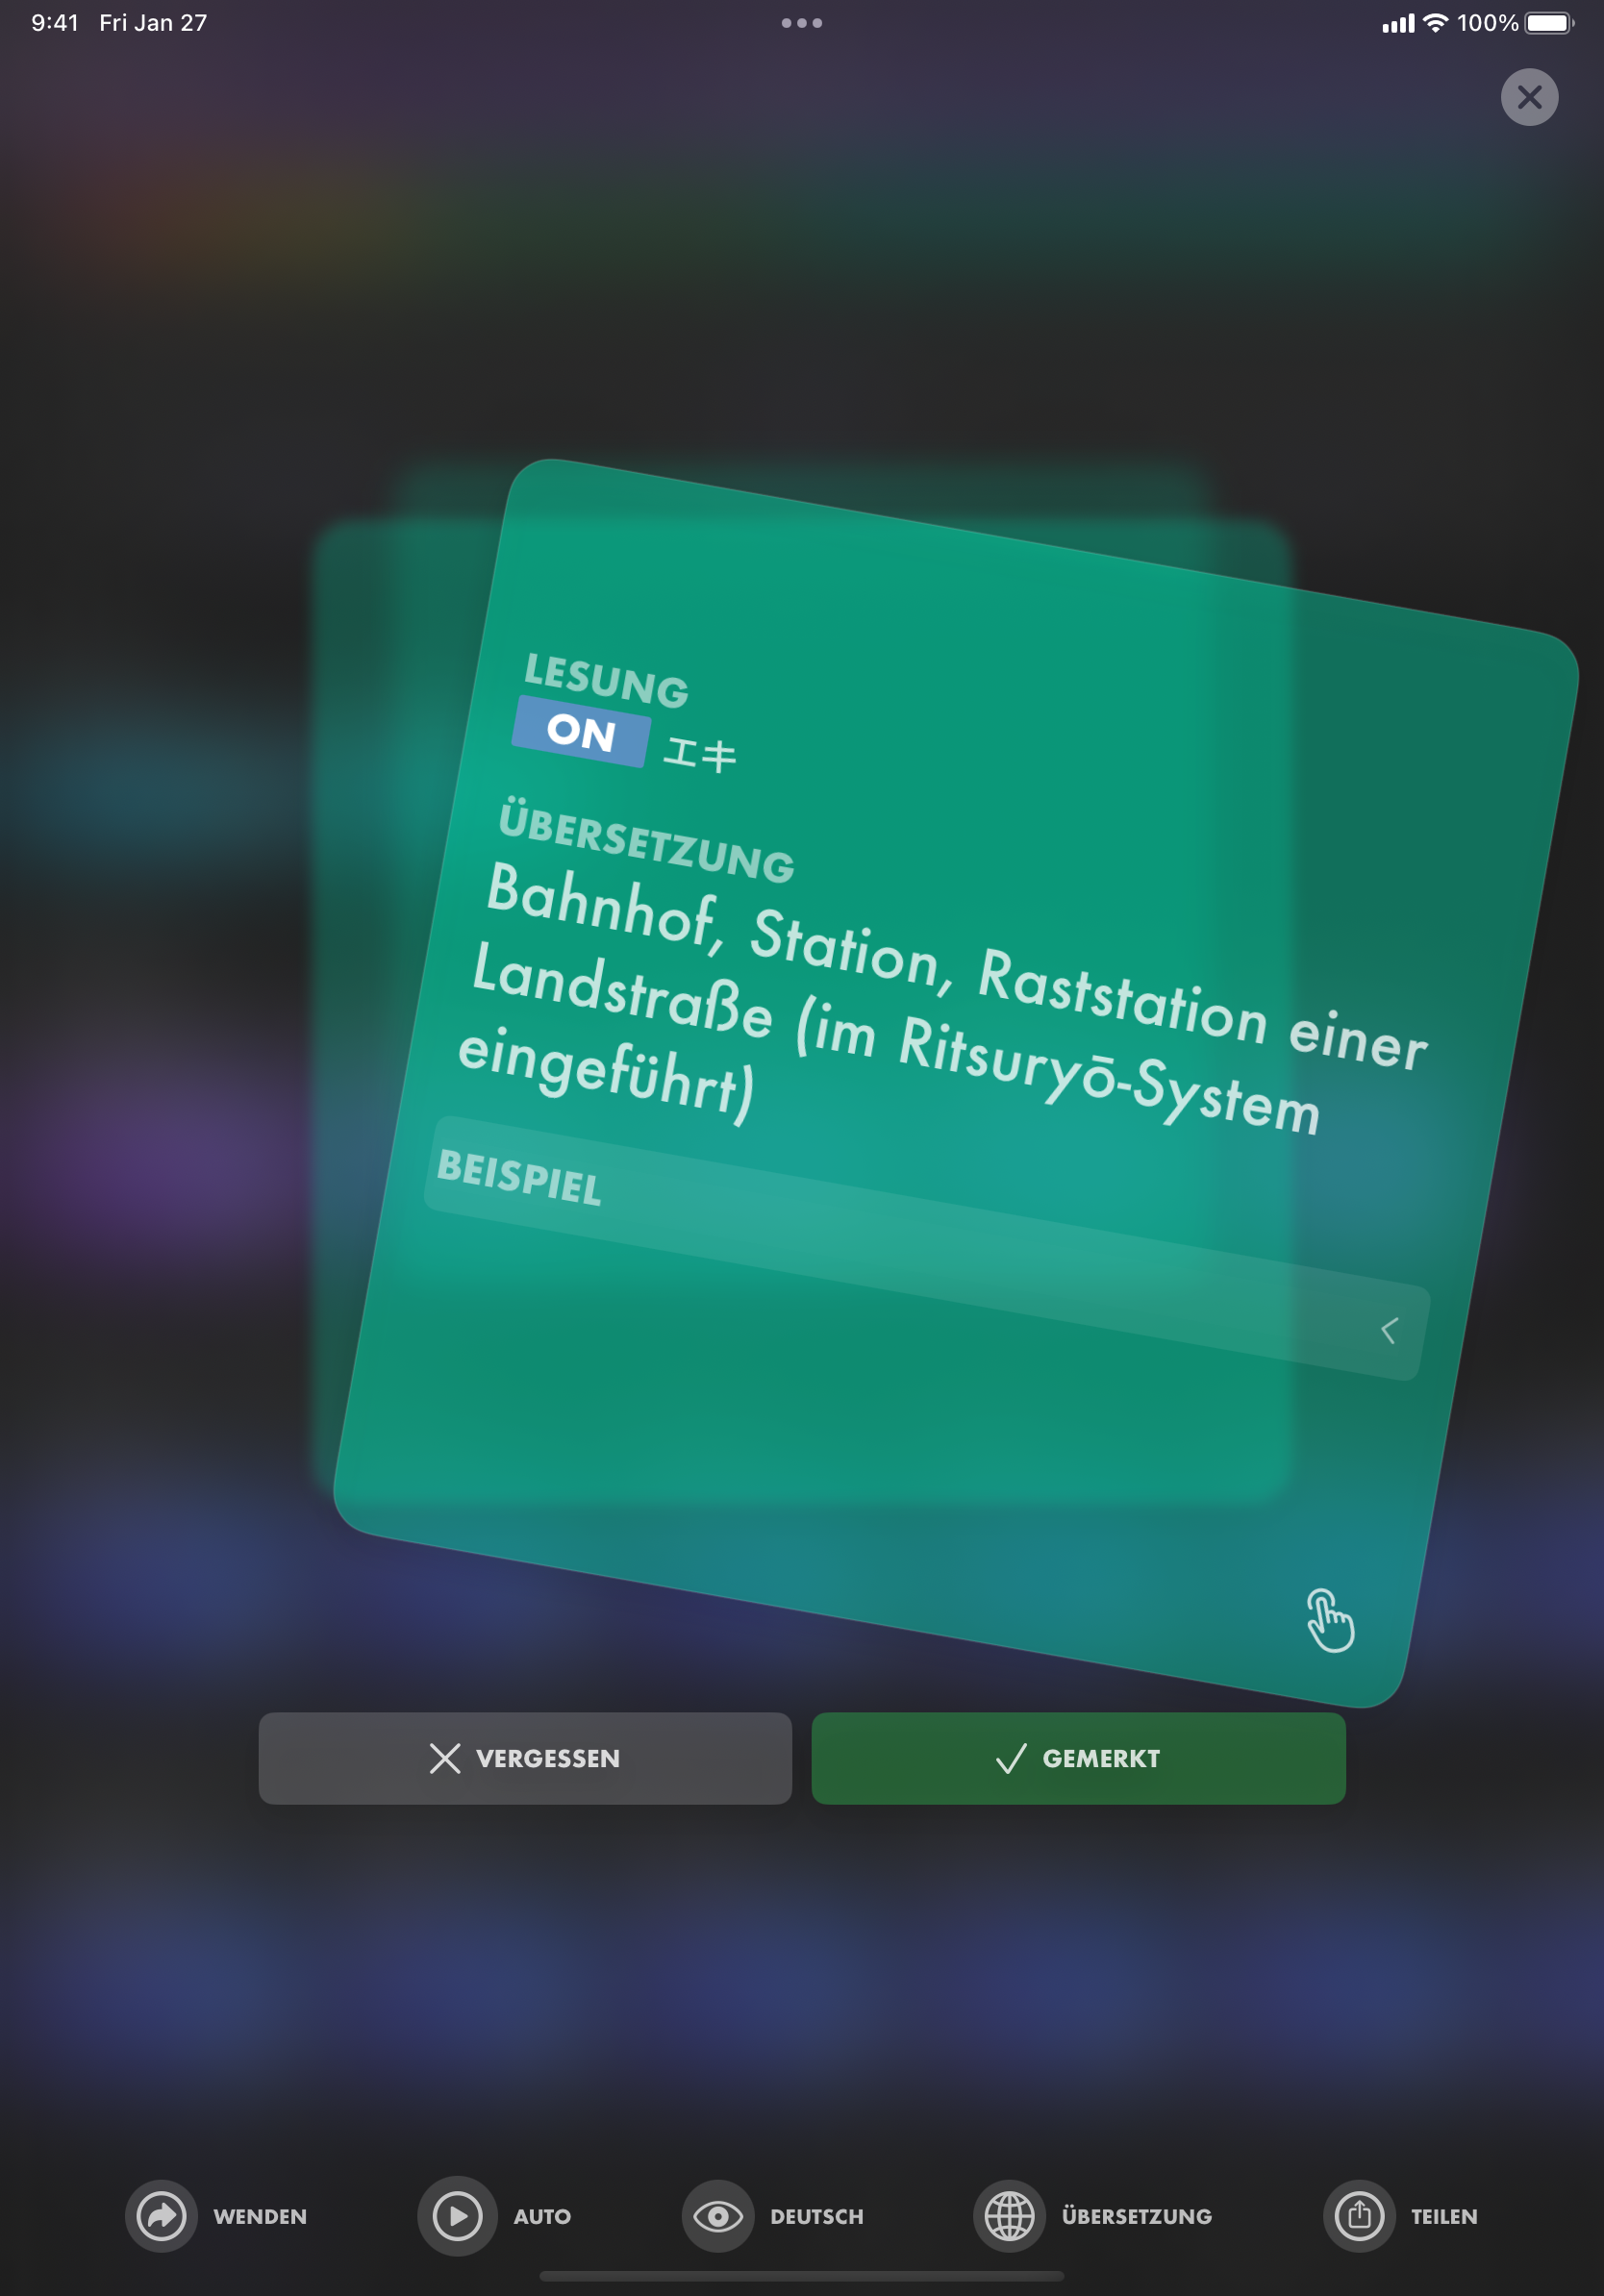 9:41 Fri Jan 27
100%
LESUNG
ON エキ
ÜBERSETZUNG
Bahnhof, Station, Raststation einer
Landstraße (im Ritsuryō-System
eingeführt)
BEISPIEL
VERGESSEN
GEMERKT
WENDEN
AUTO
DEUTSCH
ÜBERSETZUNG
TEILEN